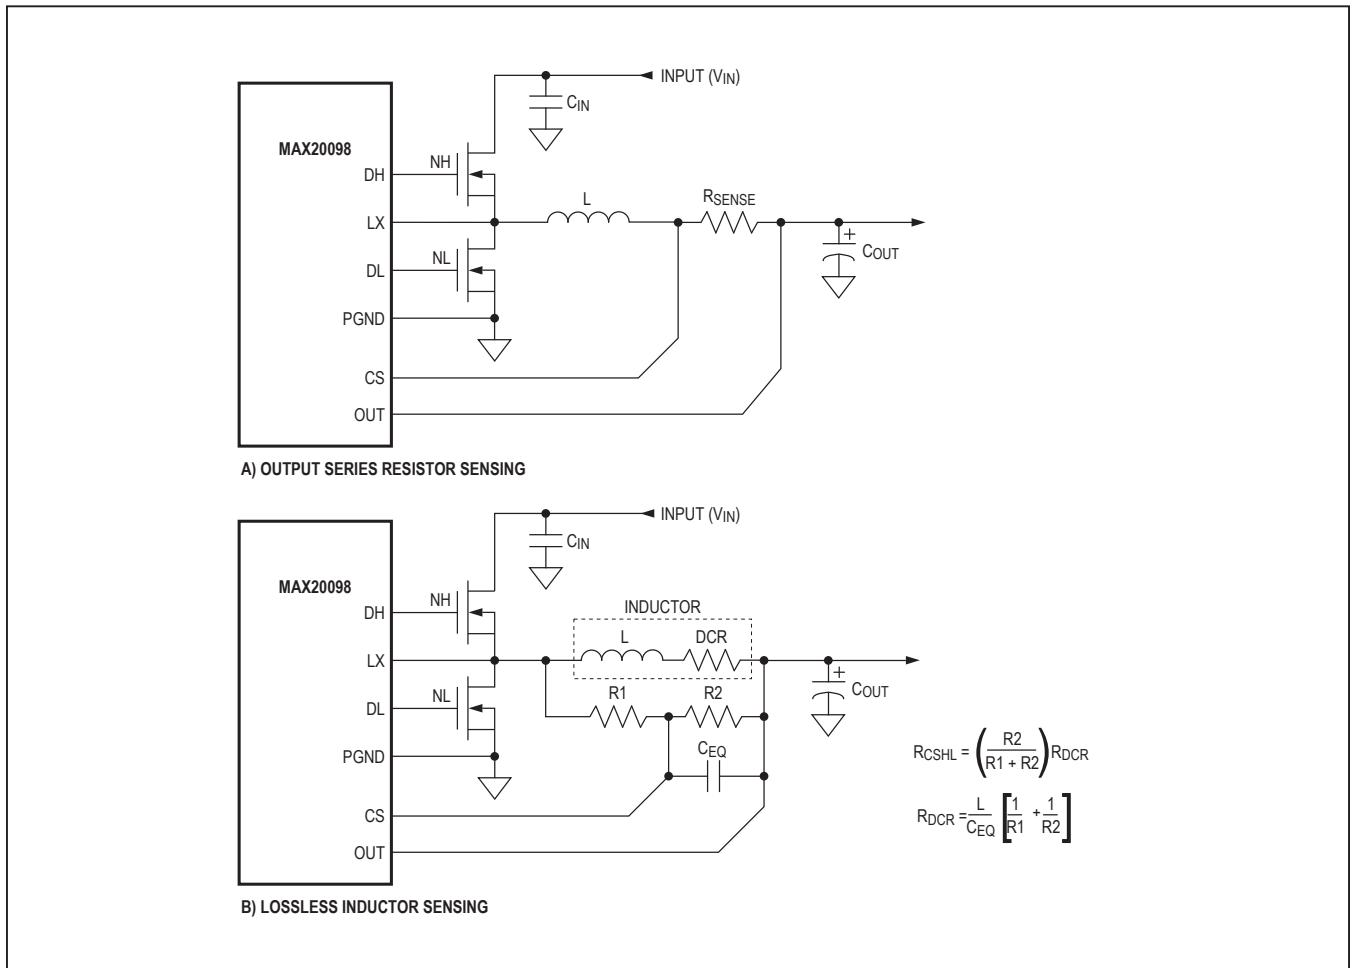 INPUT (VIN)
CIN
MAX20098
NH
DH
L
RSENSE
LX
+
COUT
NL
DL
PGND
CS
OUT
A) OUTPUT SERIES RESISTOR SENSING
INPUT (VIN)
CIN
MAX20098
NH
DH
INDUCTOR
L DCR
LX
+
COUT
NL
R1 R2
DL
CEQ
PGND
CS
OUT
RCSHL = (R2 / R1 + R2) RDCR
RDCR = L / CEQ [1 / R1 + 1 / R2]
B) LOSSLESS INDUCTOR SENSING